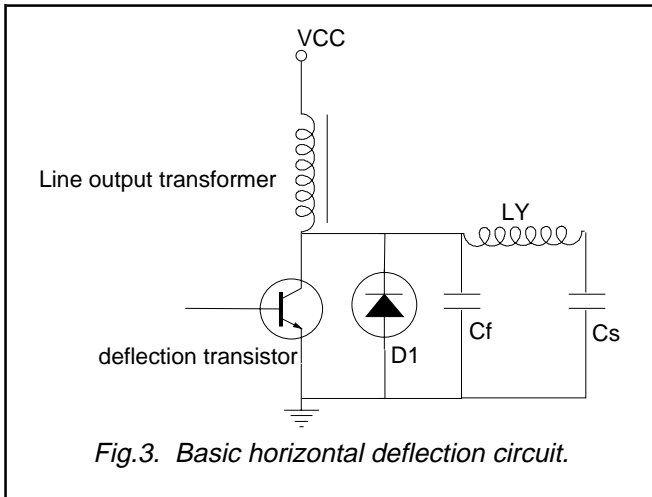 VCC
Line output transformer
LY
deflection transistor
D1
Cf
Cs
Fig.3. Basic horizontal deflection circuit.